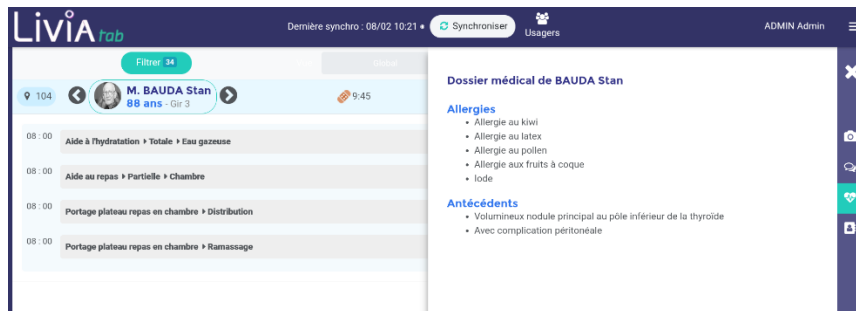 LiViA tab
Dernière synchro : 08/02 10:21 • Synchroniser
Usagers
ADMIN Admin
Filtrer 34
Global
104
M. BAUDA Stan
88 ans - Gir 3
9:45
08 : 00 Aide à l'hydratation Totale Eau gazeuse
08 : 00 Aide au repas Partielle Chambre
08 : 00 Portage plateau repas en chambre Distribution
08 : 00 Portage plateau repas en chambre Ramassage
Dossier médical de BAUDA Stan
Allergies
• Allergie au kiwi
• Allergie au latex
• Allergie au pollen
• Allergie aux fruits à coque
• Iode
Antécédents
• Volumineux nodule principal au pôle inférieur de la thyroïde
• Avec complication péritonéale